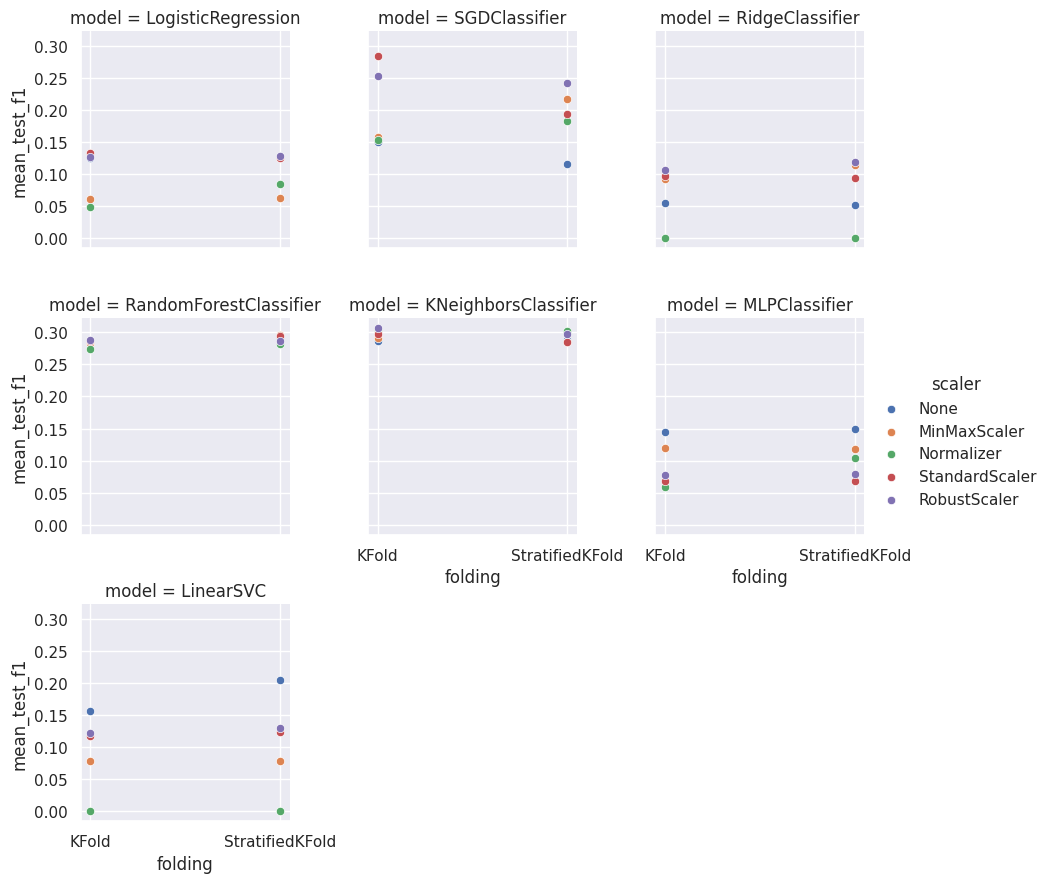 model = LogisticRegression
model = SGDClassifier
model = RidgeClassifier
0.30
0.25
0.20
0.15
0.10
0.05
0.00
mean_test_f1
model = RandomForestClassifier
model = KNeighborsClassifier
model = MLPClassifier
0.30
0.25
0.20
0.15
0.10
0.05
0.00
mean_test_f1
KFold
StratifiedKFold
folding
KFold
StratifiedKFold
folding
scaler
None
MinMaxScaler
Normalizer
StandardScaler
RobustScaler
model = LinearSVC
0.30
0.25
0.20
0.15
0.10
0.05
0.00
mean_test_f1
KFold
StratifiedKFold
folding